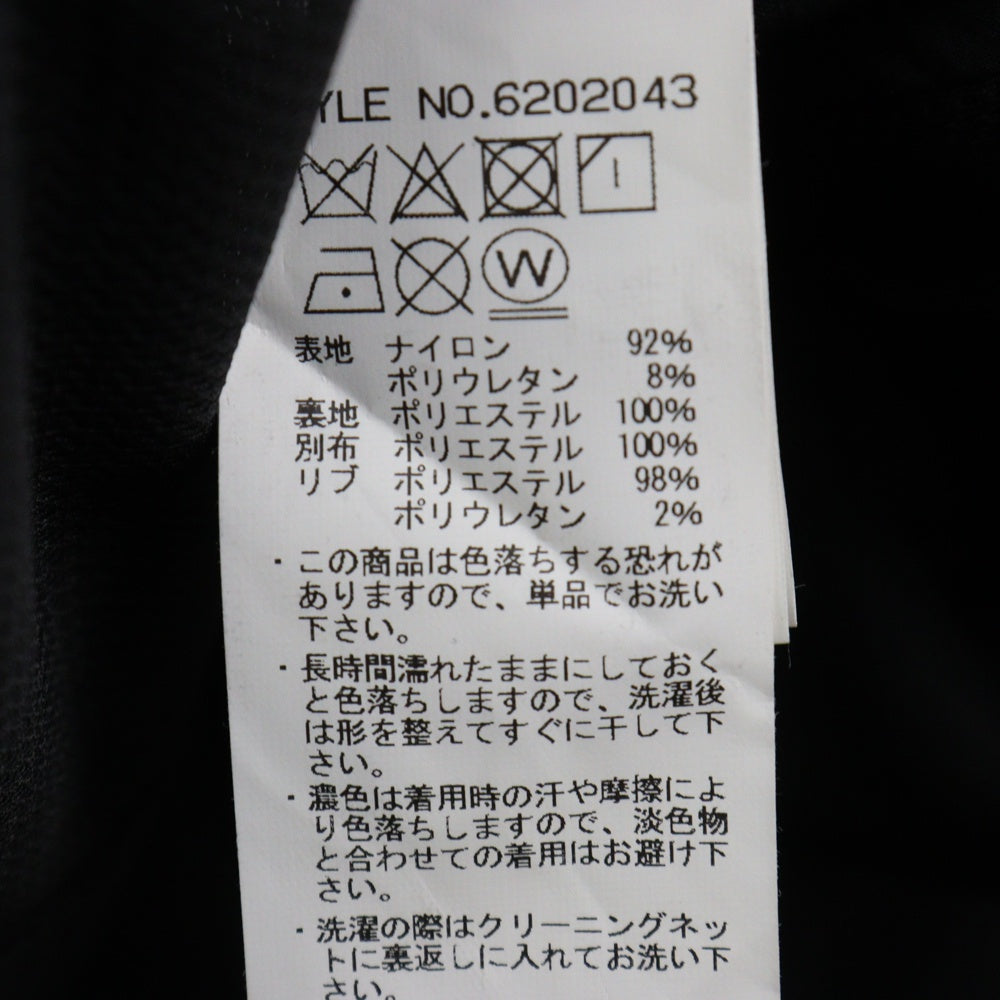 YLE NO.6202043
W
表地 ナイロン 92%
ポリウレタン 8%
裏地 ポリエステル 100%
別布 ポリエステル 100%
リブ ポリエステル 98%
ポリウレタン 2%
・この商品は色落ちする恐れが
ありますので、単品でお洗い
下さい。
・長時間濡れたままにしておく
と色落ちしますので、洗濯後
は形を整えてすぐに干して下
さい。
・濃色は着用時の汗や摩擦によ
り色落ちしますので、淡色物
と合わせての着用はお避け下
さい。
・洗濯の際はクリーニングネッ
トに裏返しに入れてお洗い下
さい。